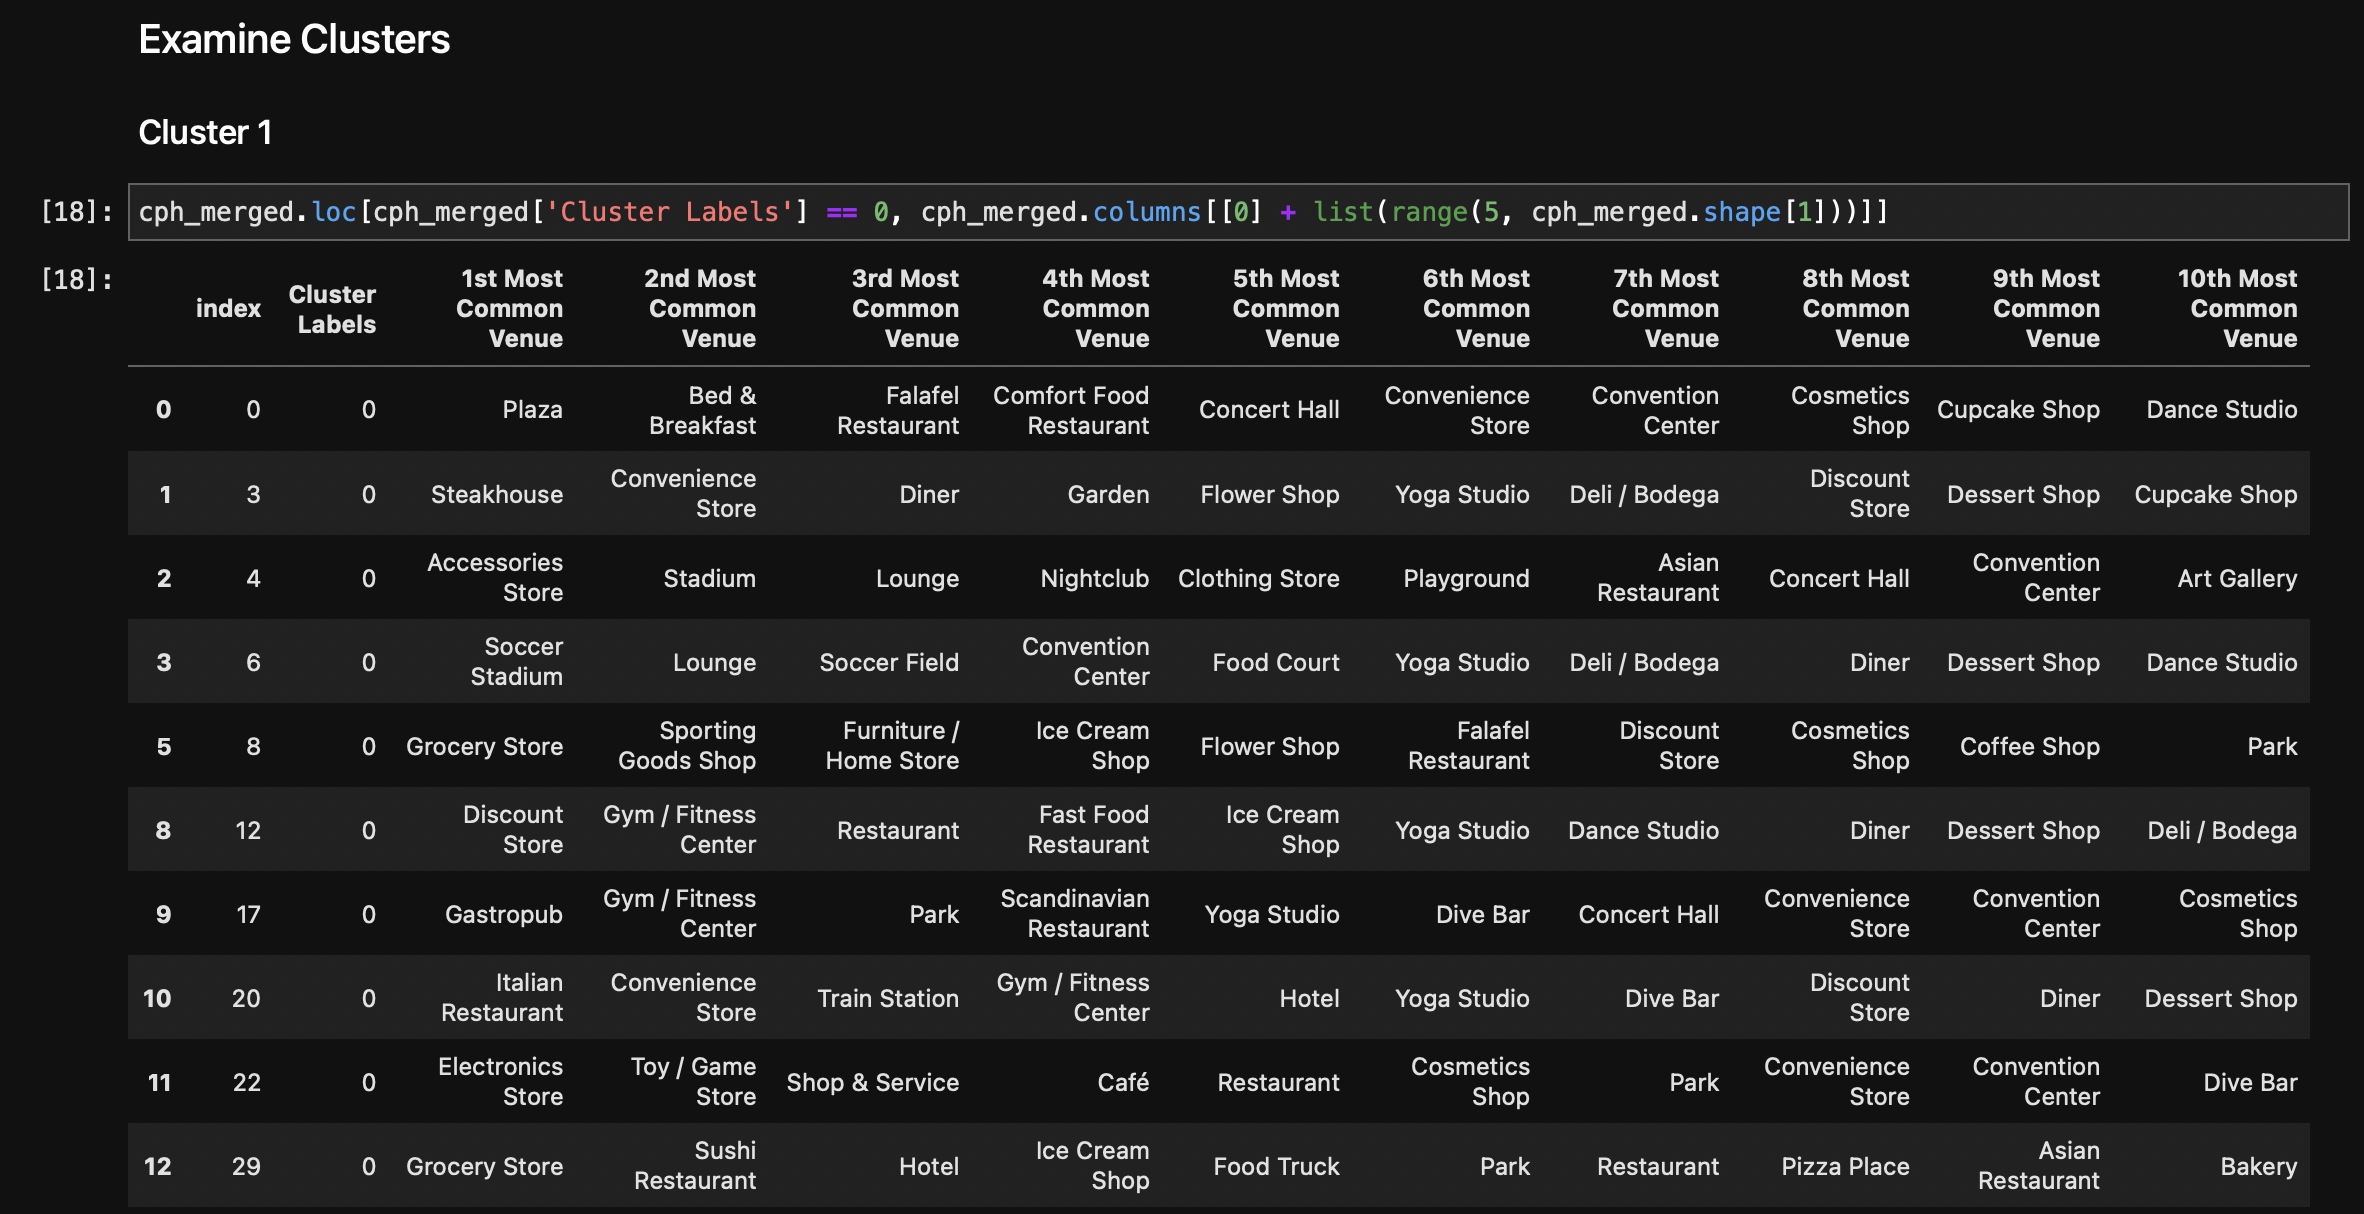 Examine Clusters
Cluster 1
[18]: cph_merged.loc[cph_merged['Cluster Labels'] == 0, cph_merged.columns[[0] + list(range(5, cph_merged.shape[1]))]]
[18]: index Cluster Labels 1st Most Common Venue 2nd Most Common Venue 3rd Most Common Venue 4th Most Common Venue 5th Most Common Venue 6th Most Common Venue 7th Most Common Venue 8th Most Common Venue 9th Most Common Venue 10th Most Common Venue
0 0 0 Plaza Bed & Breakfast Falafel Restaurant Comfort Food Restaurant Concert Hall Convenience Store Convention Center Cosmetics Shop Cupcake Shop Dance Studio
1 3 0 Steakhouse Convenience Store Diner Garden Flower Shop Yoga Studio Deli / Bodega Discount Store Dessert Shop Cupcake Shop
2 4 0 Accessories Store Stadium Lounge Nightclub Clothing Store Playground Asian Restaurant Concert Hall Convention Center Art Gallery
3 6 0 Soccer Stadium Lounge Soccer Field Convention Center Food Court Yoga Studio Deli / Bodega Diner Dessert Shop Dance Studio
5 8 0 Grocery Store Sporting Goods Shop Furniture / Home Store Ice Cream Shop Flower Shop Falafel Restaurant Discount Store Cosmetics Shop Coffee Shop Park
8 12 0 Discount Store Gym / Fitness Center Restaurant Fast Food Restaurant Ice Cream Shop Yoga Studio Dance Studio Diner Dessert Shop Deli / Bodega
9 17 0 Gastropub Gym / Fitness Center Park Scandinavian Restaurant Yoga Studio Dive Bar Concert Hall Convenience Store Convention Center Cosmetics Shop
10 20 0 Italian Restaurant Convenience Store Train Station Gym / Fitness Center Hotel Yoga Studio Dive Bar Discount Store Diner Dessert Shop
11 22 0 Electronics Store Toy / Game Store Shop & Service Café Restaurant Cosmetics Shop Park Convenience Store Convention Center Dive Bar
12 29 0 Grocery Store Sushi Restaurant Hotel Ice Cream Shop Food Truck Park Restaurant Pizza Place Asian Restaurant Bakery